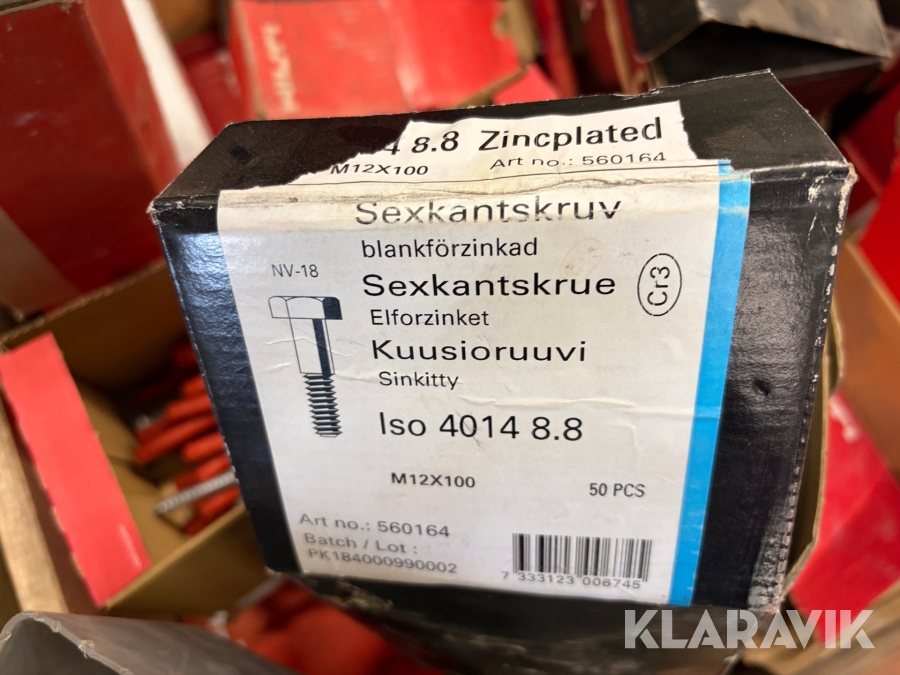 4 8.8 Zincplated
M12X100 Art no.: 560164
Sexkantskruv
blankförzinkad
NV-18
Sexkantskrue
Cr3
Elforzinket
Kuusioruuvi
Sinkitty
Iso 4014 8.8
M12X100
50 PCS
Art no.: 560164
Batch / Lot :
PK184000990002
7 333123 006745
KLARAVIK
HILTI